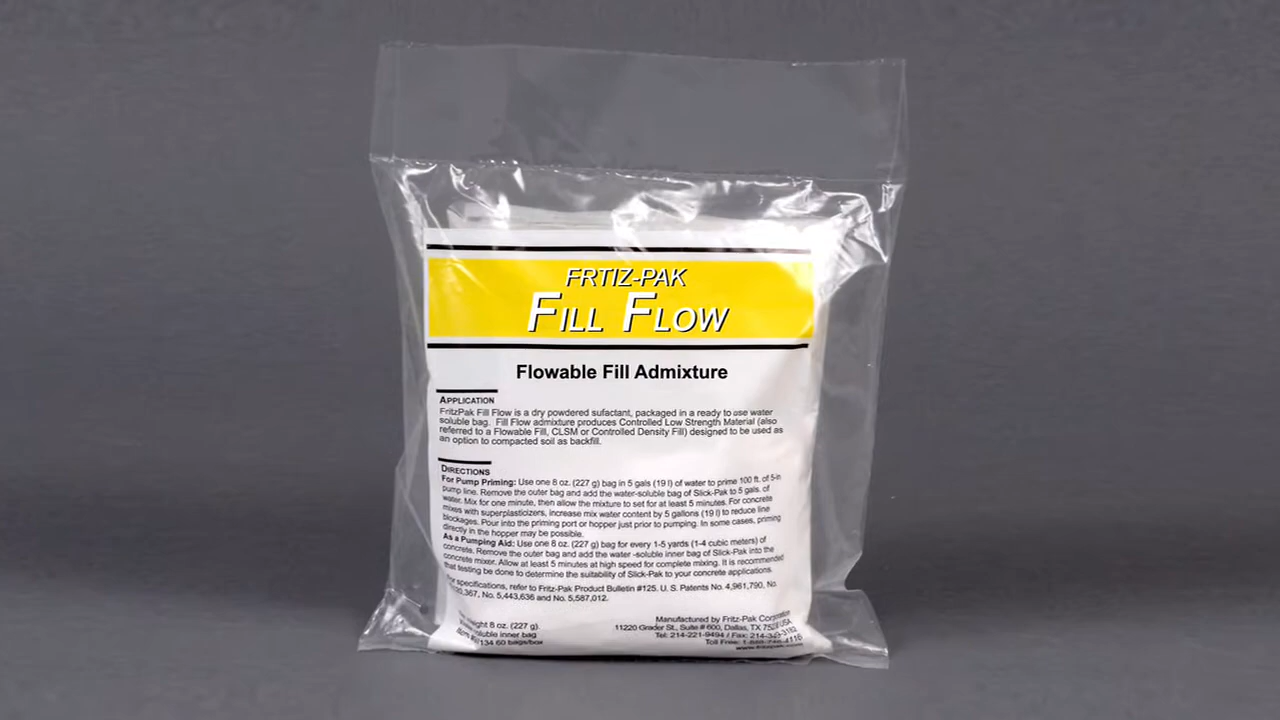 FRTIZ-PAK
FILL FLOW
Flowable Fill Admixture
APPLICATION
FritzPak Fill Flow is a dry powdered sufactant, packaged in a ready to use water
soluble bag. Fill Flow admixture produces Controlled Low Strength Material (also
referred to a Flowable Fill, CLSM or Controlled Density Fill) designed to be used as
an option to compacted soil as backfill.
DIRECTIONS
For Pump Priming: Use one 8 oz. (227 g) bag in 5 gals (19 l) of water to prime 100 ft. of 5-in
pump line. Remove the outer bag and add the water-soluble bag of Slick-Pak to 5 gals. of
water. Mix for one minute, then allow the mixture to set for at least 5 minutes. For concrete
mixes with superplasticizers, increase mix water content by 5 gallons (19 l) to reduce line
blockages. Pour into the priming port or hopper just prior to pumping. In some cases, priming
directly in the hopper may be possible.
As a Pumping Aid: Use one 8 oz. (227 g) bag for every 1-5 yards (1-4 cubic meters) of
concrete. Remove the outer bag and add the water -soluble inner bag of Slick-Pak into the
concrete mixer. Allow at least 5 minutes at high speed for complete mixing. It is recommended
that testing be done to determine the suitability of Slick-Pak to your concrete applications.
For specifications, refer to Fritz-Pak Product Bulletin #125. U. S. Patents No. 4,961,790, No.
No. 5,443,636 and No. 5,587,012.
8 oz. (227 g).
inner bag
60 bags/box
Manufactured by Fritz-Pak Corporation
11220 Grader St., Suite # 600, Dallas, TX USA
Tel: 214-221-9494 / Fax:
Toll Free: